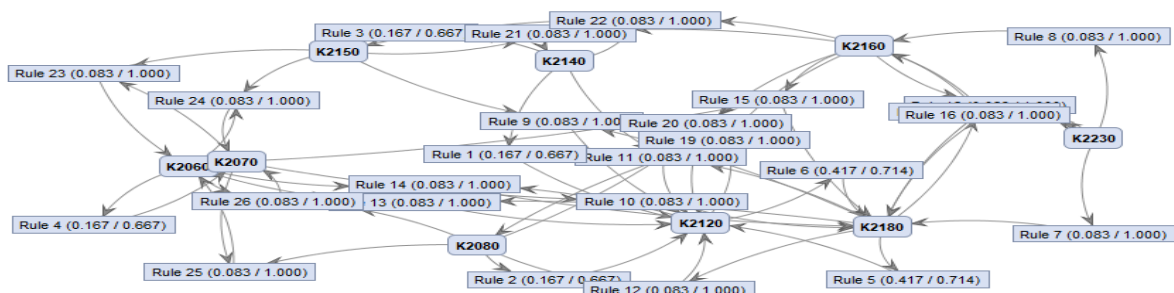 Rule 22 (0.083 / 1.000)
Rule 3 (0.167 / 0.667)
Rule 21 (0.083 / 1.000)
Rule 8 (0.083 / 1.000)
K2150
K2160
K2140
Rule 23 (0.083 / 1.000)
Rule 24 (0.083 / 1.000)
Rule 15 (0.083 / 1.000)
Rule 16 (0.083 / 1.000)
Rule 9 (0.083 / 1.000)
Rule 20 (0.083 / 1.000)
K2230
Rule 19 (0.083 / 1.000)
Rule 1 (0.167 / 0.667)
Rule 11 (0.083 / 1.000)
K2060
K2070
Rule 6 (0.417 / 0.714)
Rule 14 (0.083 / 1.000)
Rule 26 (0.083 / 1.000)
13 (0.083 / 1.000)
Rule 10 (0.083 / 1.000)
Rule 4 (0.167 / 0.667)
K2120
K2180
Rule 7 (0.083 / 1.000)
K2080
Rule 25 (0.083 / 1.000)
Rule 2 (0.167 / 0.667)
Rule 5 (0.417 / 0.714)
Rule 12 (0.083 / 1.000)